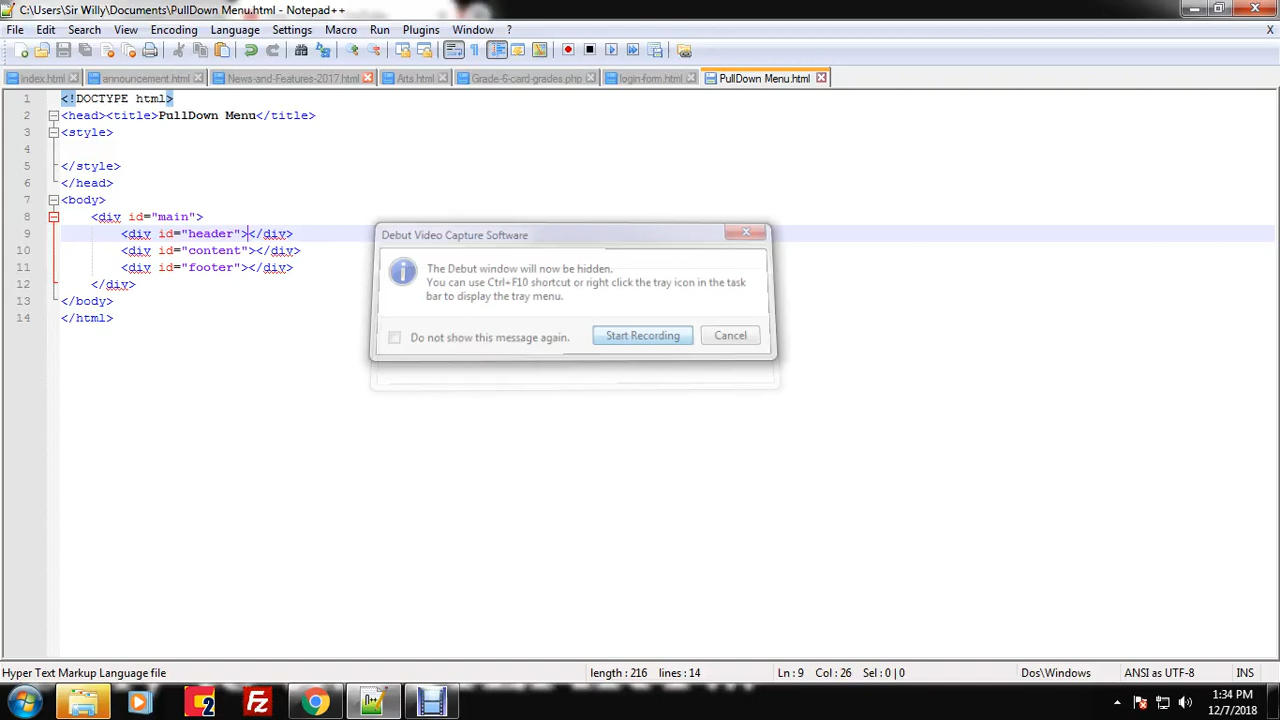 C:\Users\Sir Willy\Documents\PullDown Menu.html - Notepad++
File Edit Search View Encoding Language Settings Macro Run Plugins Window ? X
index.html announcement.html News-and-Features-2017.html Arts.html Grade-6-card-grades.php login-form.html PullDown Menu.html
1 <!DOCTYPE html>
2 <head><title>PullDown Menu</title>
3 <style>
4
5 </style>
6 </head>
7 <body>
8 <div id="main">
9 <div id="header"></div>
10 <div id="content"></div>
11 <div id="footer"></div>
12 </div>
13 </body>
14 </html>
Debut Video Capture Software
The Debut window will now be hidden.
You can use Ctrl+F10 shortcut or right click the tray icon in the task
bar to display the tray menu.
Do not show this message again. Start Recording Cancel
Hyper Text Markup Language file length : 216 lines : 14 Ln : 9 Col : 26 Sel : 0 | 0 Dos\Windows ANSI as UTF-8 INS
1:34 PM
12/7/2018